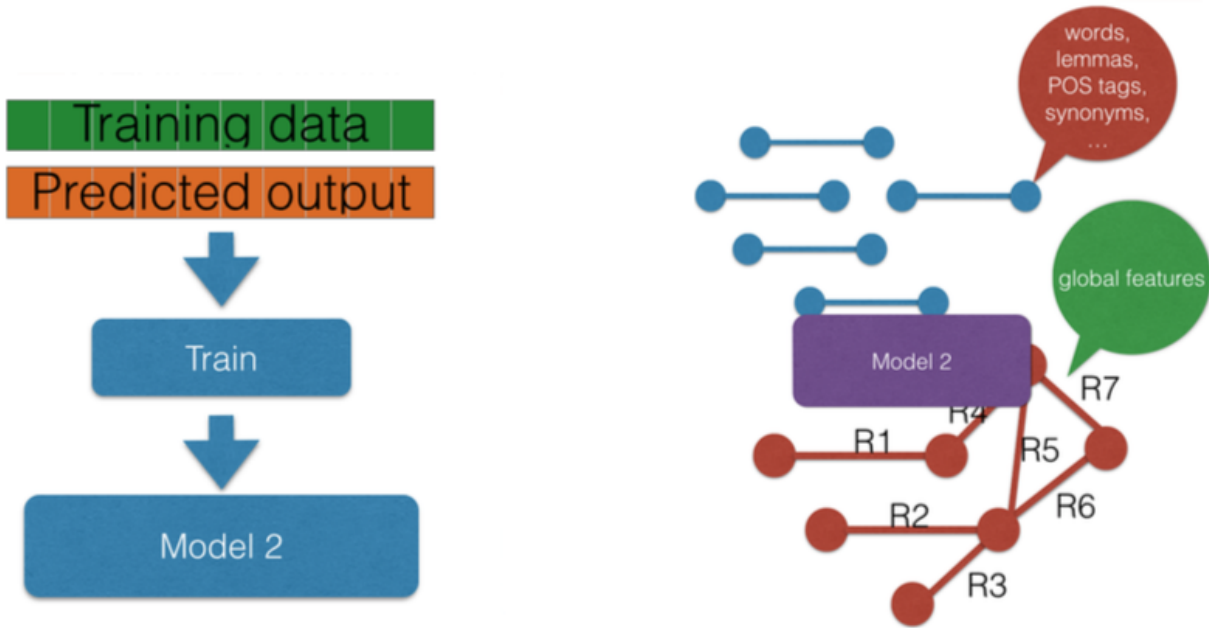 Training data
Predicted output
Train
Model 2
words,
lemmas,
POS tags,
synonyms,
...
global features
Model 2
R7
R4
R1
R5
R6
R2
R3